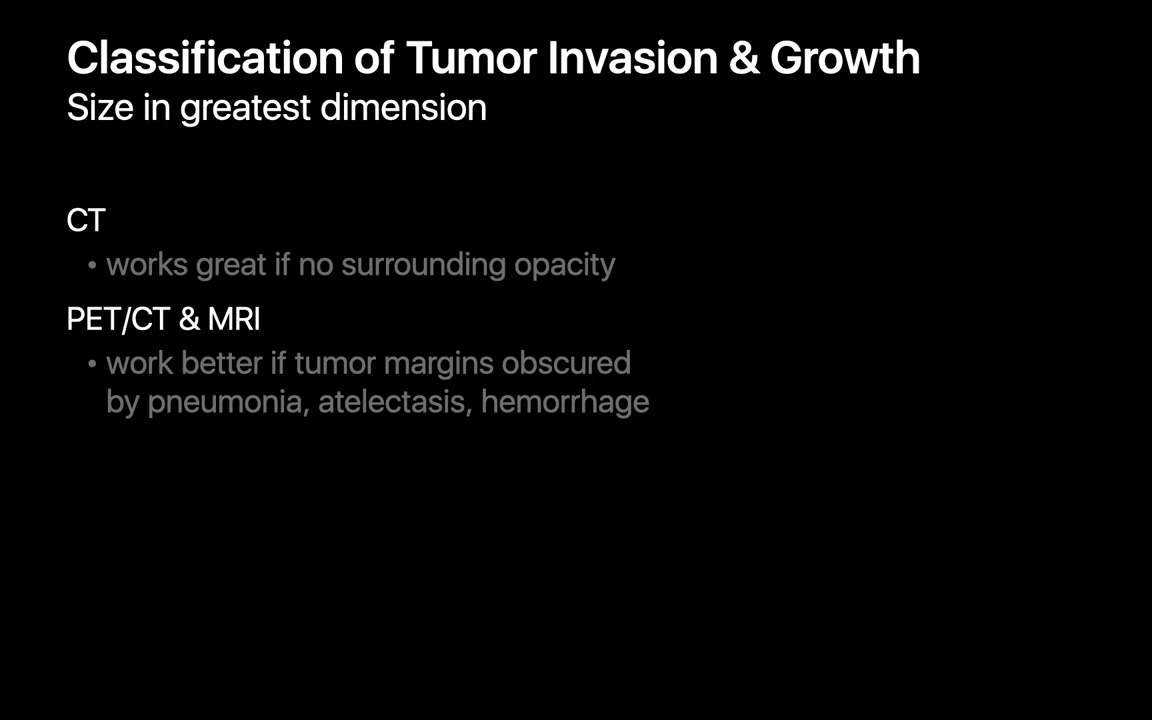 Classification of Tumor Invasion & Growth
Size in greatest dimension
CT
• works great if no surrounding opacity
PET/CT & MRI
• work better if tumor margins obscured
by pneumonia, atelectasis, hemorrhage